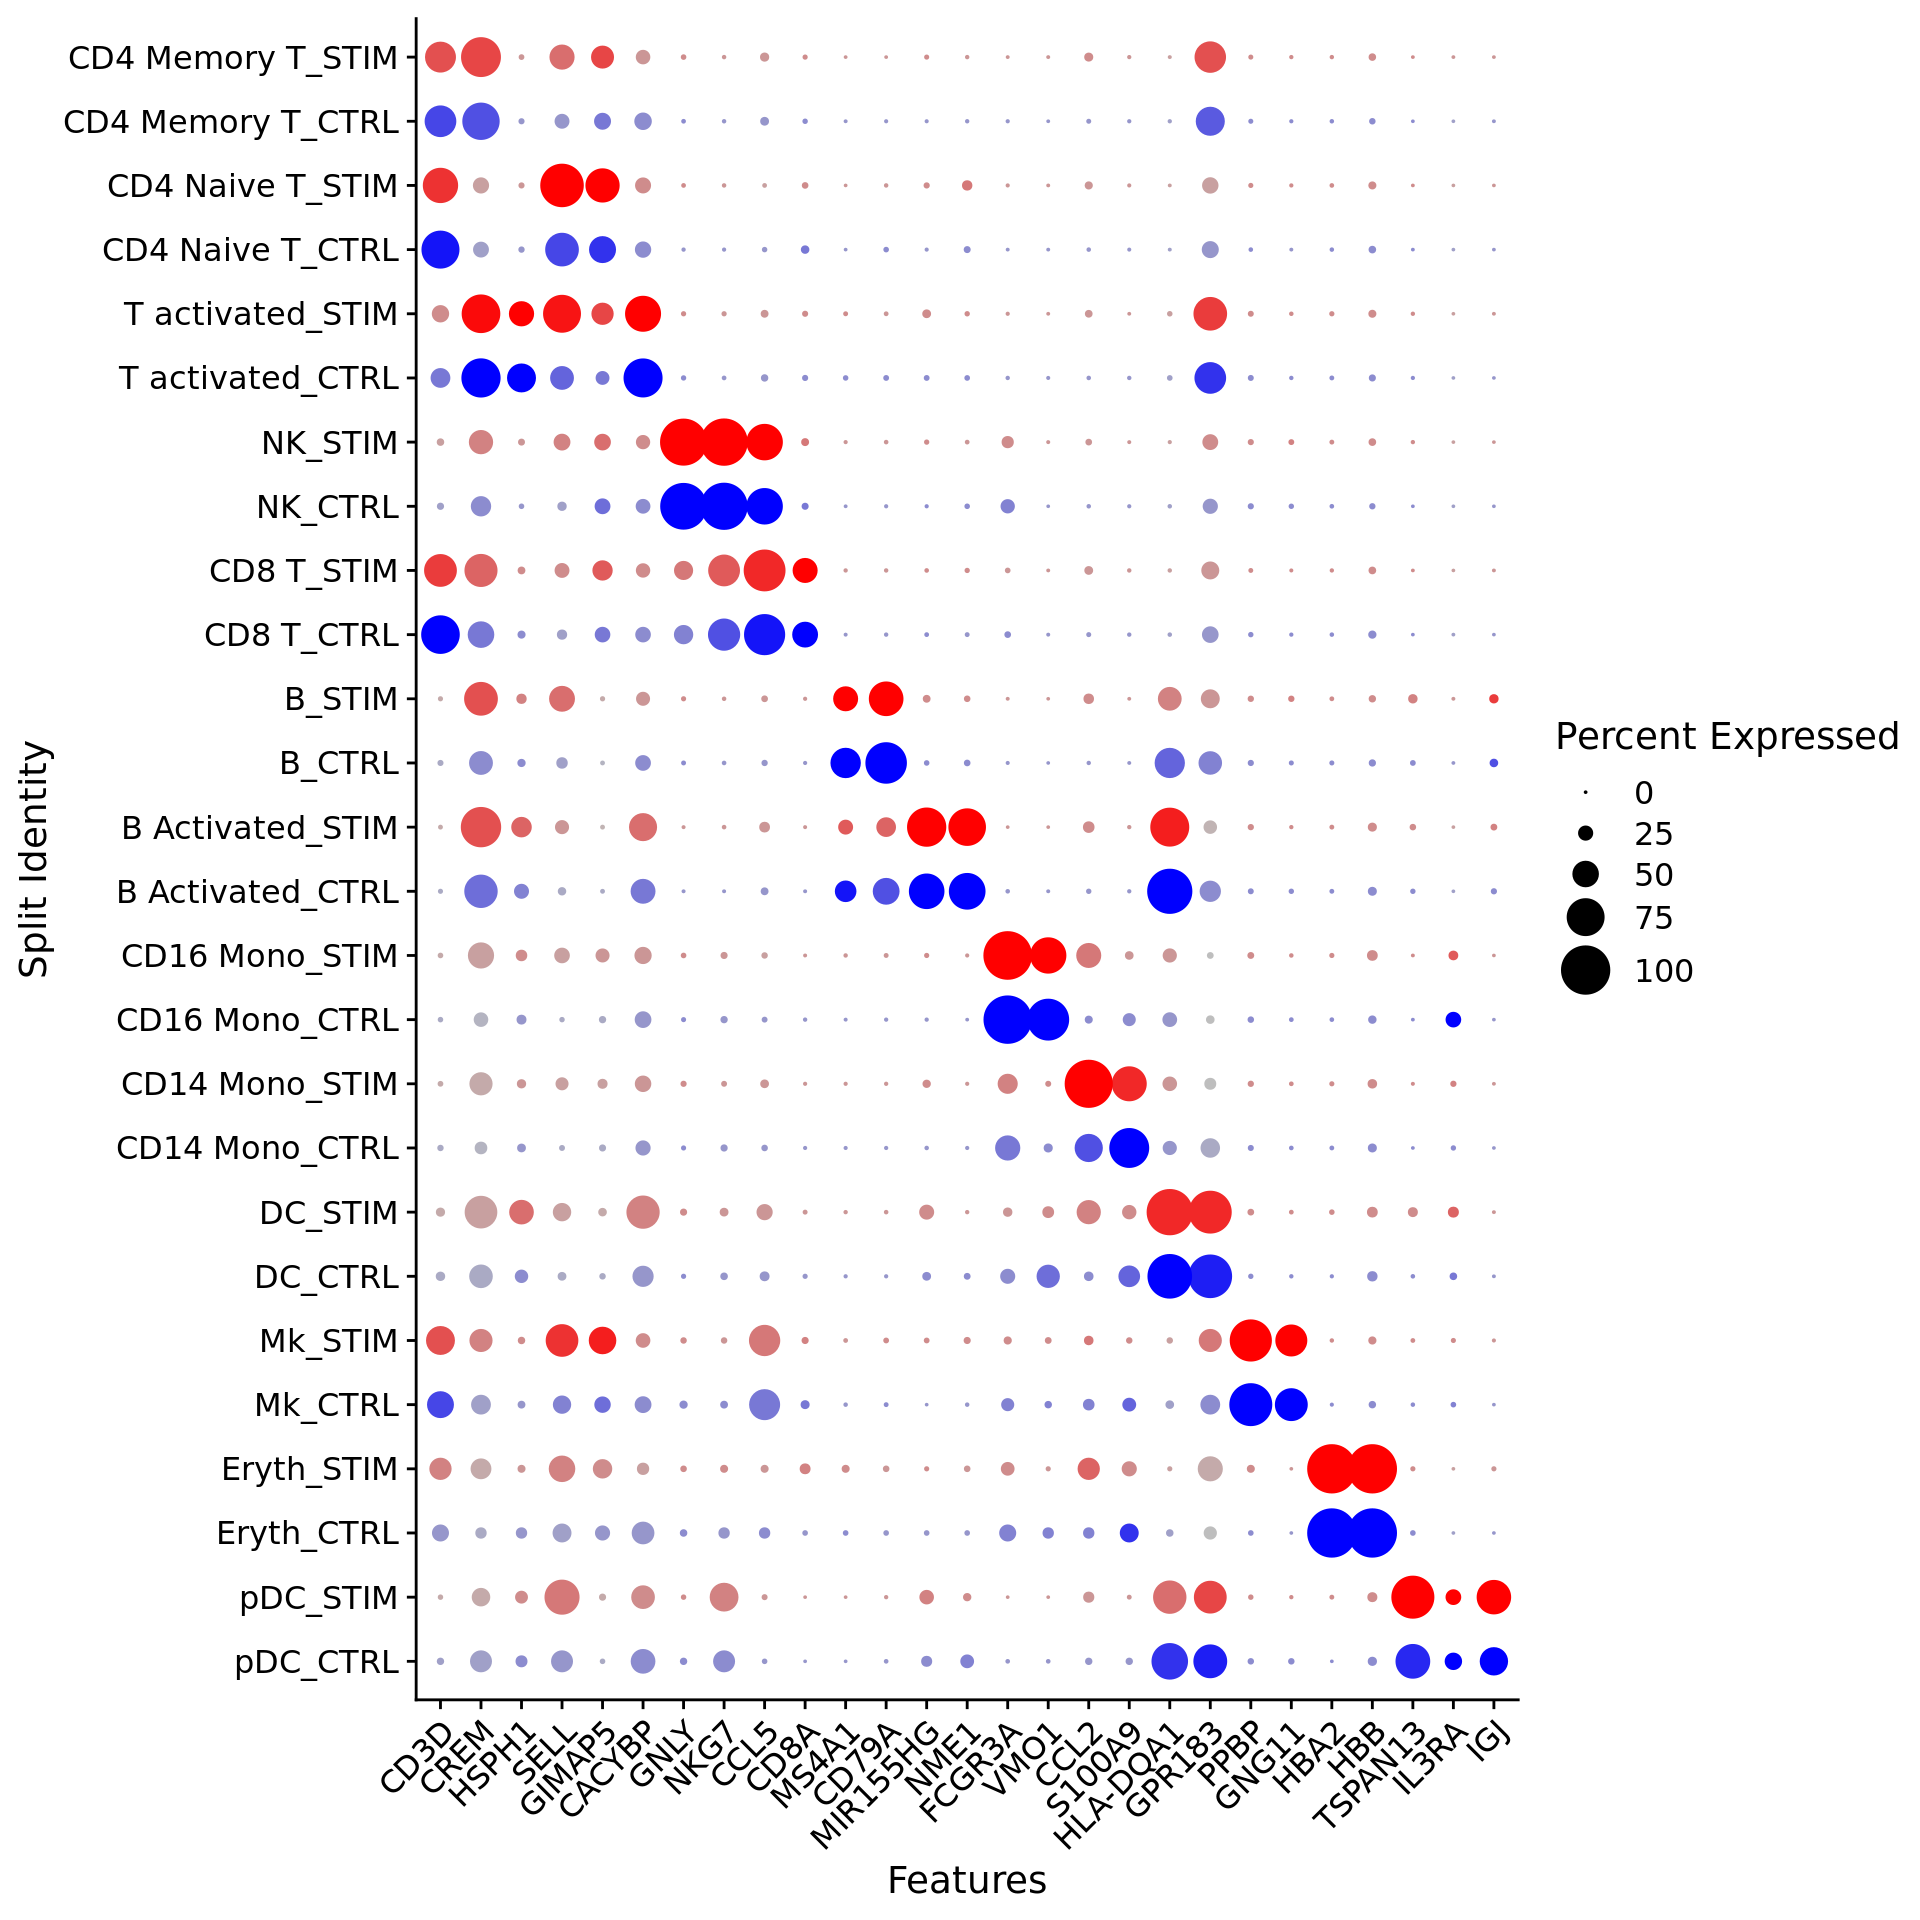 CD4 Memory T_STIM
CD4 Memory T_CTRL
CD4 Naive T_STIM
CD4 Naive T_CTRL
T activated_STIM
T activated_CTRL
NK_STIM
NK_CTRL
CD8 T_STIM
CD8 T_CTRL
B_STIM
B_CTRL
B Activated_STIM
B Activated_CTRL
CD16 Mono_STIM
CD16 Mono_CTRL
CD14 Mono_STIM
CD14 Mono_CTRL
DC_STIM
DC_CTRL
Mk_STIM
Mk_CTRL
Eryth_STIM
Eryth_CTRL
pDC_STIM
pDC_CTRL
Split Identity
CD3D
CREM
HSPH1
SELL
GIMAP5
CACYBP
GNLY
NKG7
CCL5
CD8A
MS4A1
CD79A
MIR155HG
NME1
FCGR3A
VMO1
CCL2
S100A9
HLA-DQA1
GPR183
PPBP
GNG11
HBA2
HBB
TSPAN13
IL3RA
IGJ
Features
Percent Expressed
0
25
50
75
100